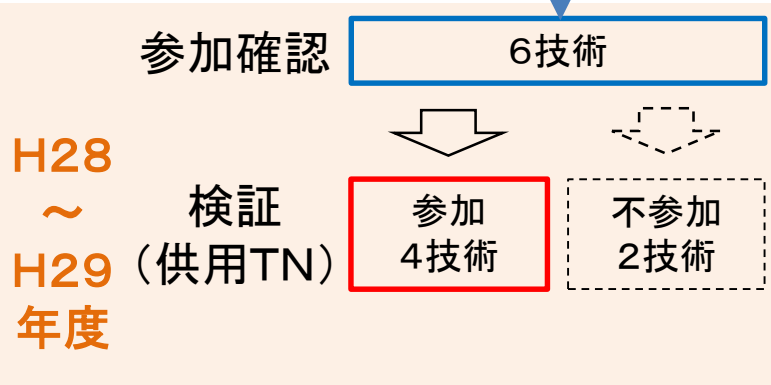 参加確認
6技術
H28
～
H29
年度
検証
（供用TN）
参加
4技術
不参加
2技術